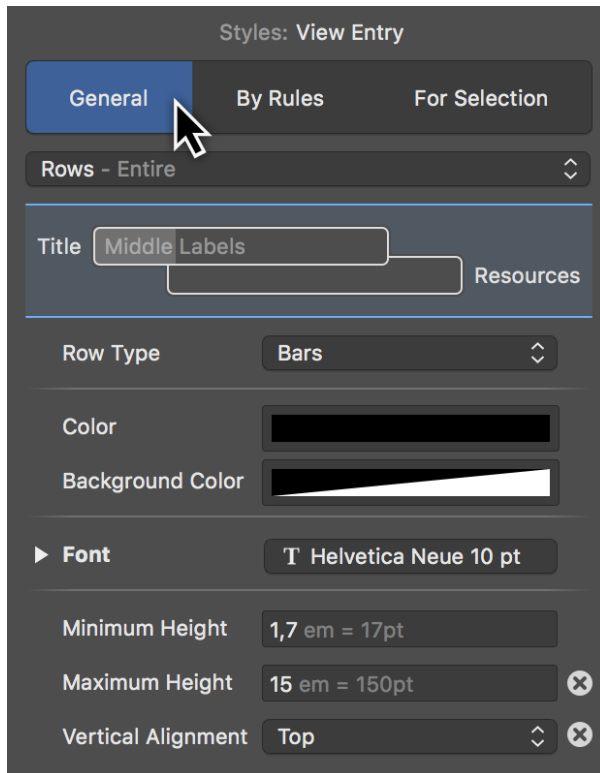 Styles: View Entry
General By Rules For Selection
Rows - Entire
Title Middle Labels
Resources
Row Type Bars
Color
Background Color
Font T Helvetica Neue 10 pt
Minimum Height 1,7 em = 17pt
Maximum Height 15 em = 150pt
Vertical Alignment Top